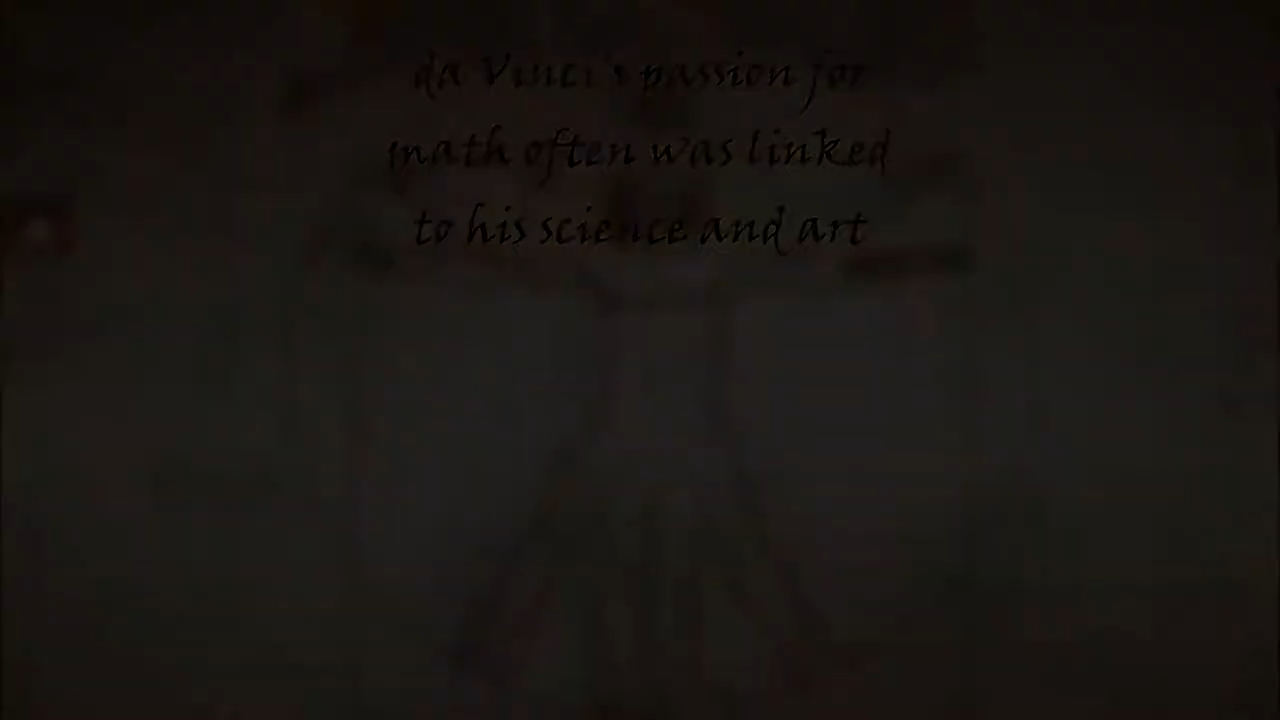 da Vinci's passion for
math often was linked
to his science and art